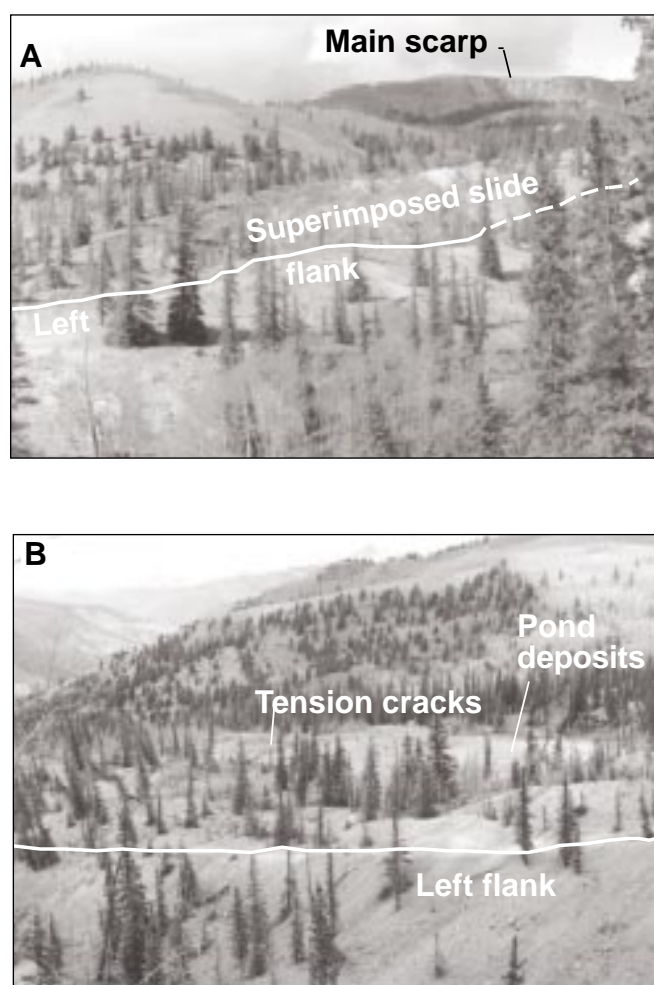 A
Main scarp
Superimposed slide
flank
Left
B
Pond
deposits
Tension cracks
Left flank